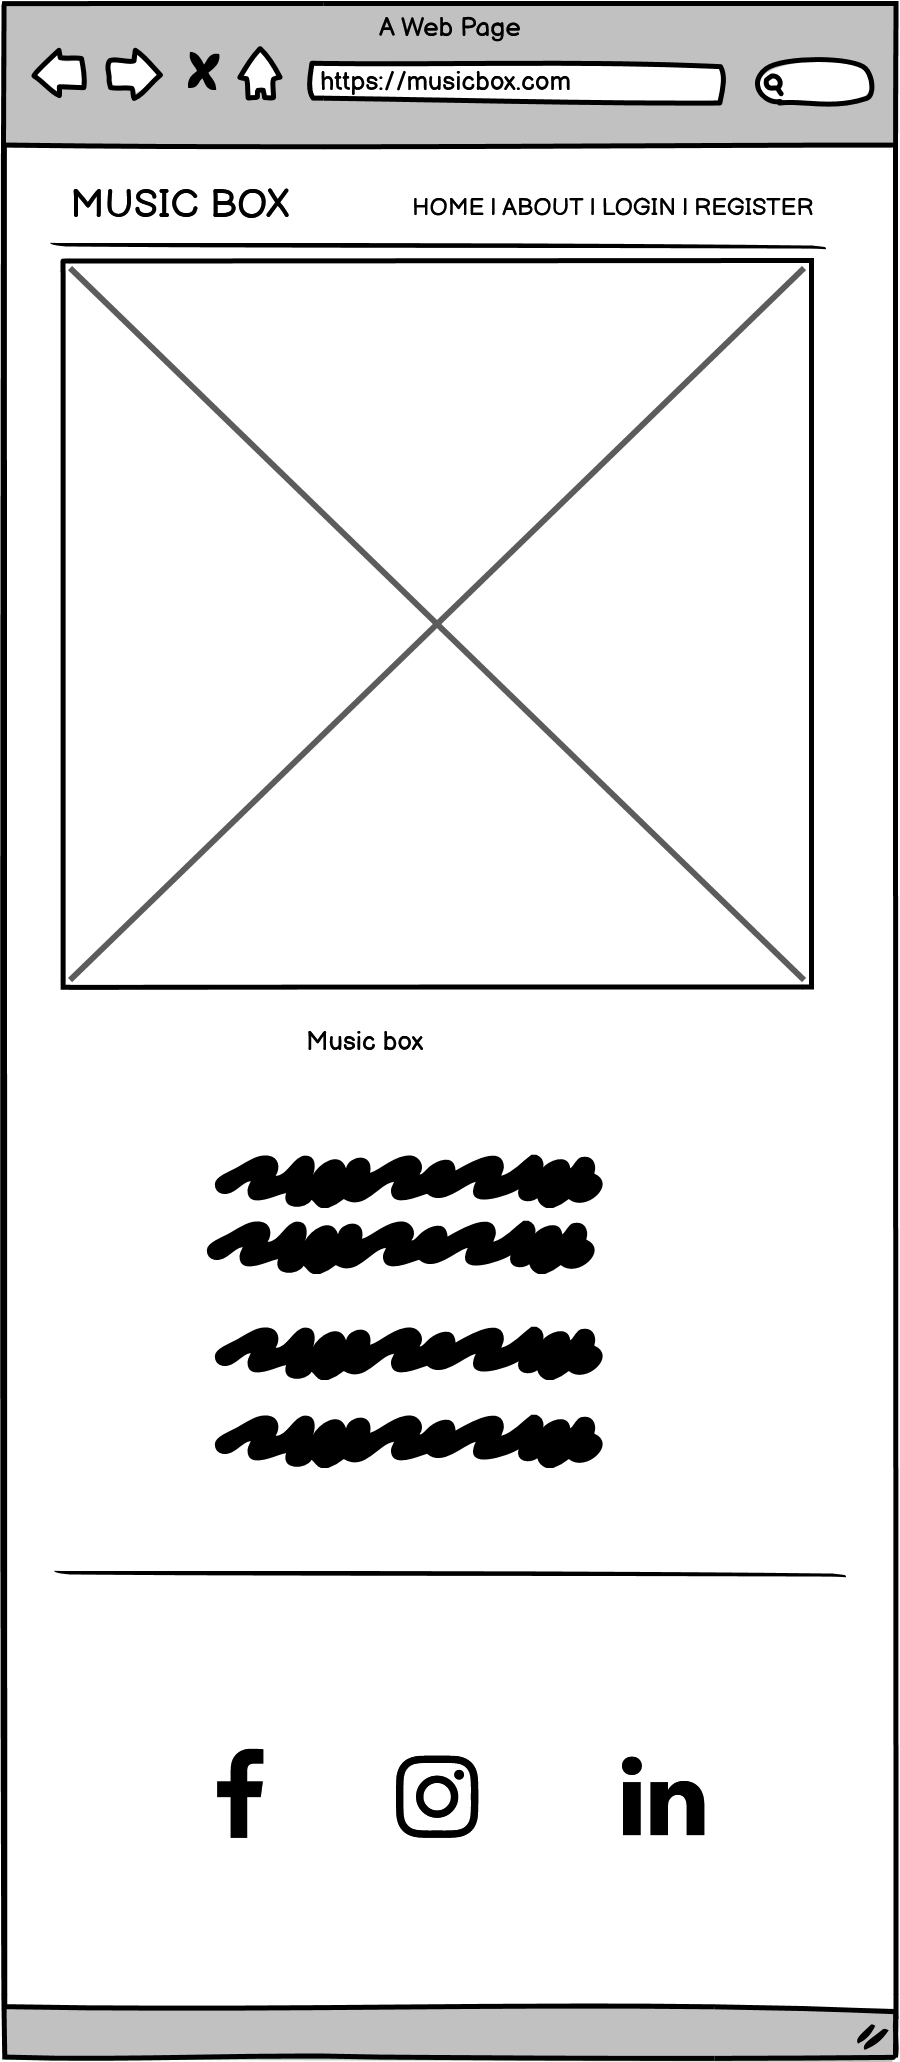 A Web Page
https://musicbox.com
MUSIC BOX
HOME | ABOUT | LOGIN | REGISTER
Music box